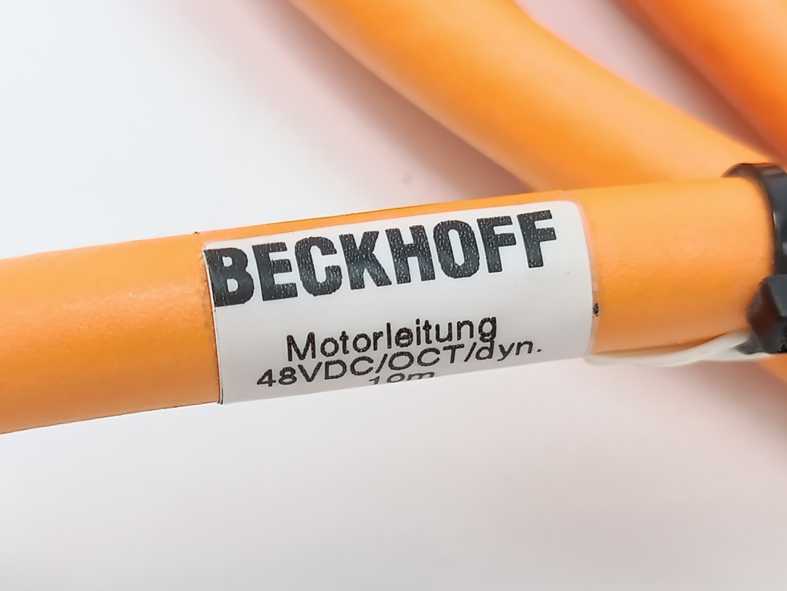 BECKHOFF
Motorleitung
48VDC/OCT/dyn.